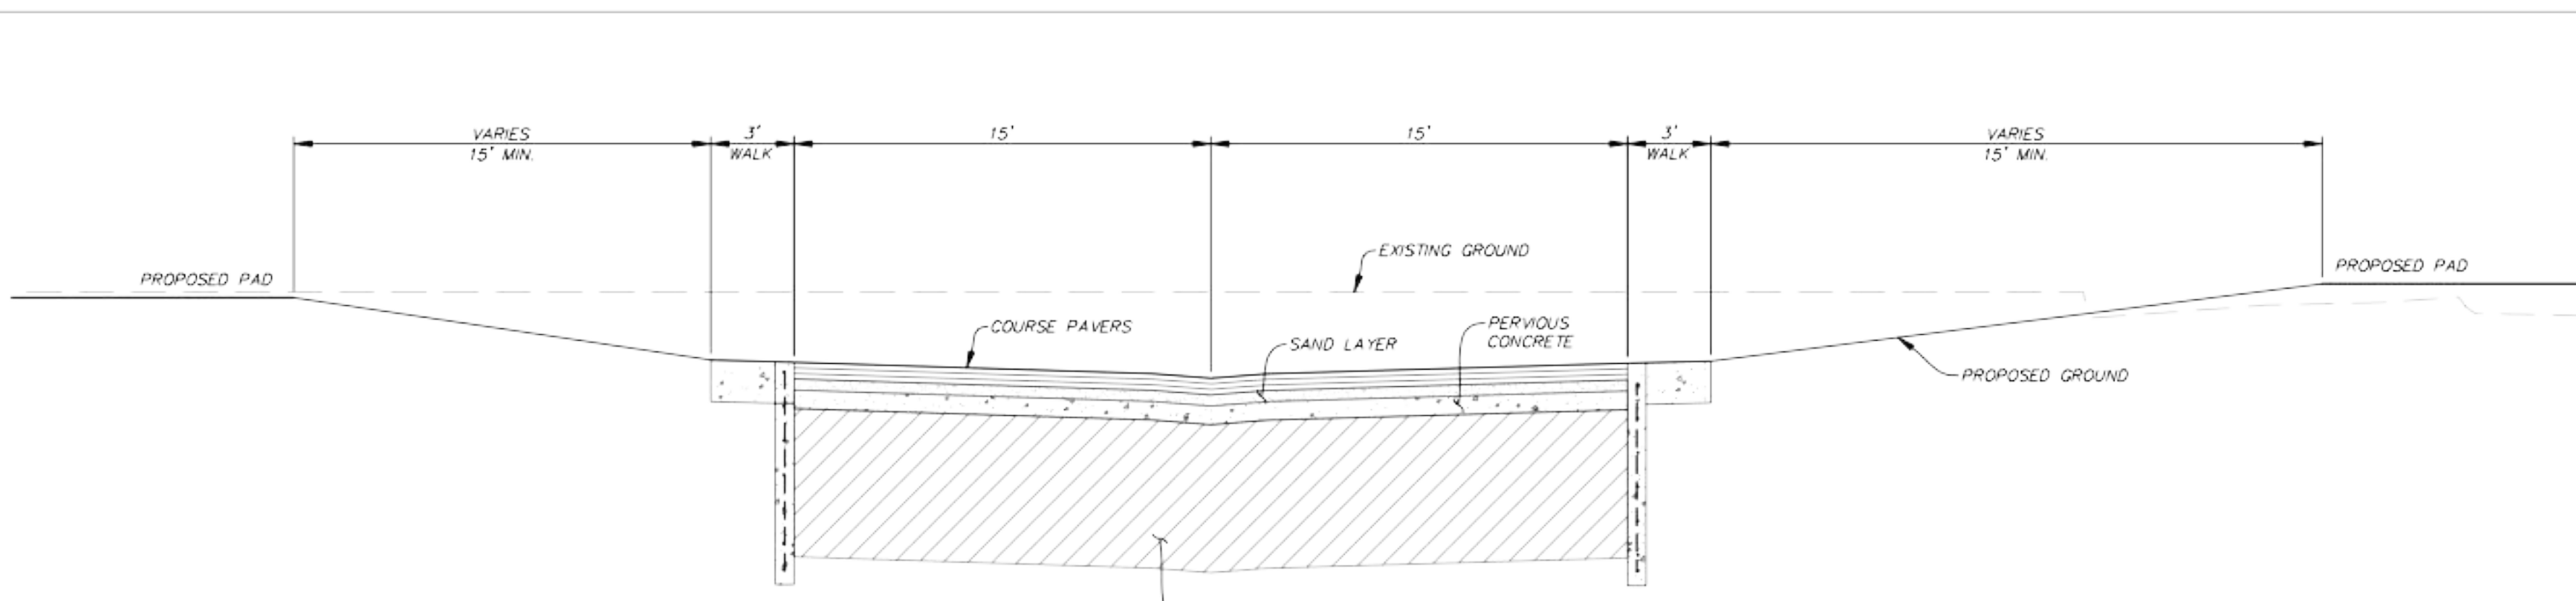 VARIES
15' MIN.
3'
WALK
15'
15'
3'
WALK
VARIES
15' MIN.
EXISTING GROUND
PROPOSED PAD
PROPOSED PAD
COURSE PAVERS
SAND LAYER
PERVIOUS
CONCRETE
PROPOSED GROUND